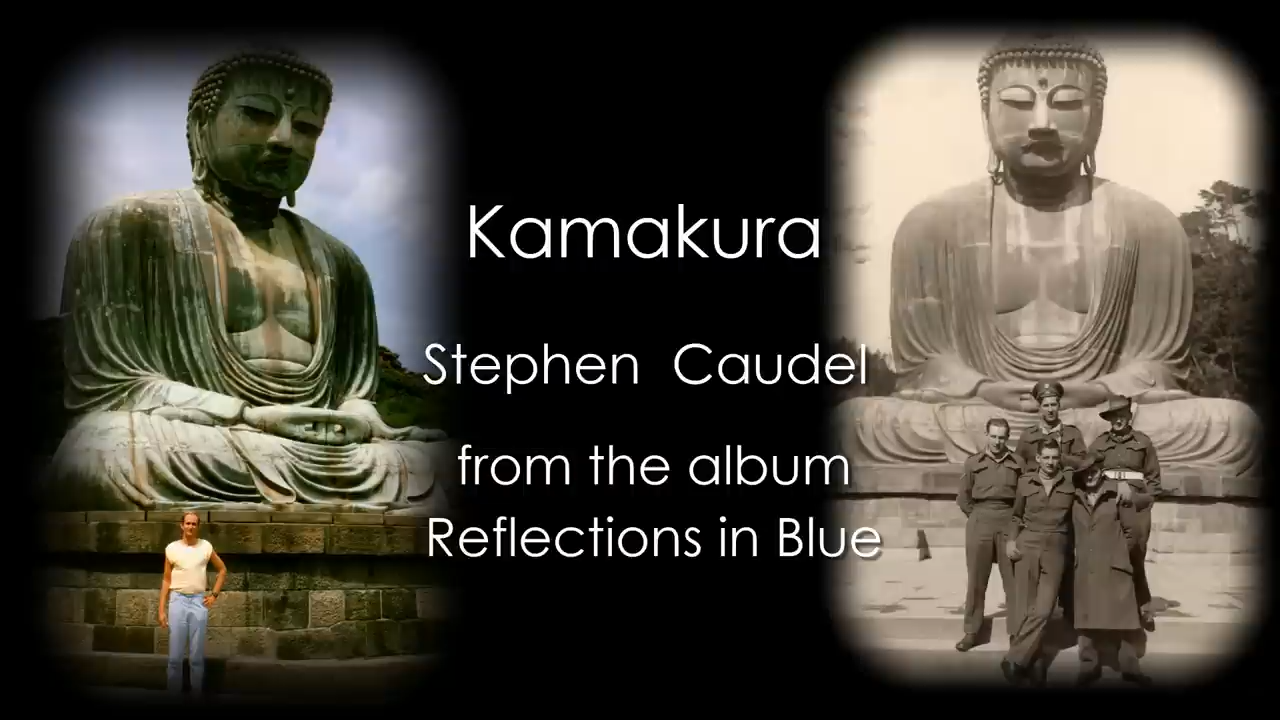 Kamakura
Stephen Caudel
from the album
Reflections in Blue